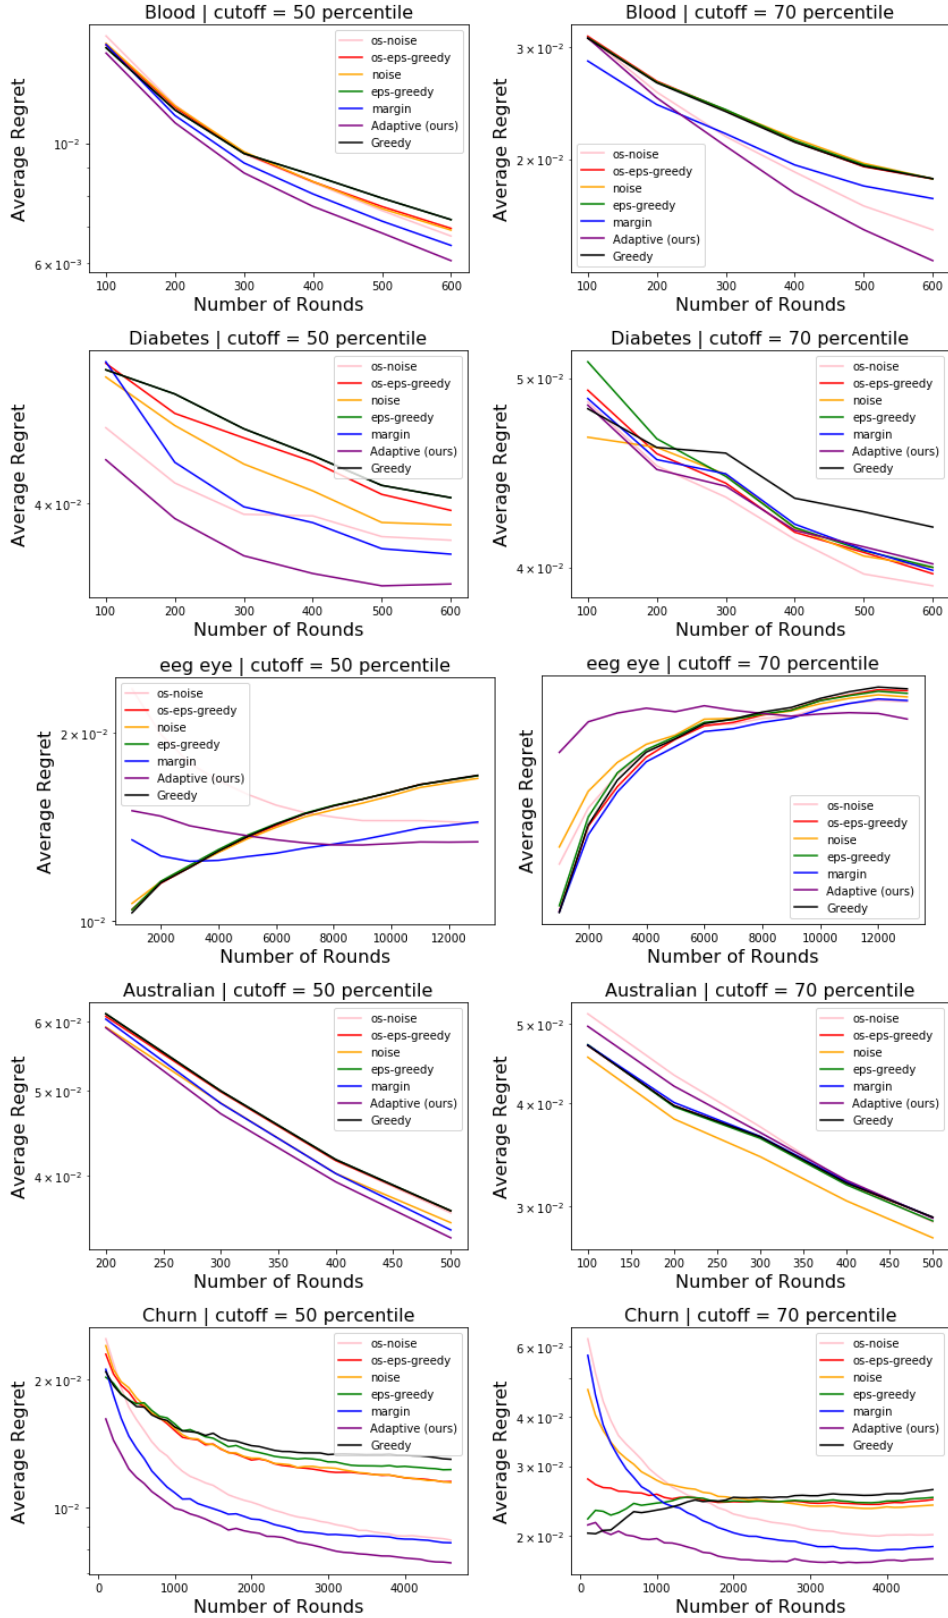 Blood | cutoff = 50 percentile
Average Regret
10⁻²
6 × 10⁻³
os-noise
os-eps-greedy
noise
eps-greedy
margin
Adaptive (ours)
Greedy
100 200 300 400 500 600
Number of Rounds
Blood | cutoff = 70 percentile
Average Regret
3 × 10⁻²
2 × 10⁻²
os-noise
os-eps-greedy
noise
eps-greedy
margin
Adaptive (ours)
Greedy
100 200 300 400 500 600
Number of Rounds
Diabetes | cutoff = 50 percentile
Average Regret
4 × 10⁻²
os-noise
os-eps-greedy
noise
eps-greedy
margin
Adaptive (ours)
Greedy
100 200 300 400 500 600
Number of Rounds
Diabetes | cutoff = 70 percentile
Average Regret
5 × 10⁻²
4 × 10⁻²
os-noise
os-eps-greedy
noise
eps-greedy
margin
Adaptive (ours)
Greedy
100 200 300 400 500 600
Number of Rounds
eeg eye | cutoff = 50 percentile
Average Regret
2 × 10⁻²
10⁻²
os-noise
os-eps-greedy
noise
eps-greedy
margin
Adaptive (ours)
Greedy
2000 4000 6000 8000 10000 12000
Number of Rounds
eeg eye | cutoff = 70 percentile
Average Regret
os-noise
os-eps-greedy
noise
eps-greedy
margin
Adaptive (ours)
Greedy
2000 4000 6000 8000 10000 12000
Number of Rounds
Australian | cutoff = 50 percentile
Average Regret
6 × 10⁻²
5 × 10⁻²
4 × 10⁻²
os-noise
os-eps-greedy
noise
eps-greedy
margin
Adaptive (ours)
Greedy
200 250 300 350 400 450 500
Number of Rounds
Australian | cutoff = 70 percentile
Average Regret
5 × 10⁻²
4 × 10⁻²
3 × 10⁻²
os-noise
os-eps-greedy
noise
eps-greedy
margin
Adaptive (ours)
Greedy
100 150 200 250 300 350 400 450 500
Number of Rounds
Churn | cutoff = 50 percentile
Average Regret
2 × 10⁻²
10⁻²
os-noise
os-eps-greedy
noise
eps-greedy
margin
Adaptive (ours)
Greedy
0 1000 2000 3000 4000
Number of Rounds
Churn | cutoff = 70 percentile
Average Regret
6 × 10⁻²
4 × 10⁻²
3 × 10⁻²
2 × 10⁻²
os-noise
os-eps-greedy
noise
eps-greedy
margin
Adaptive (ours)
Greedy
0 1000 2000 3000 4000
Number of Rounds